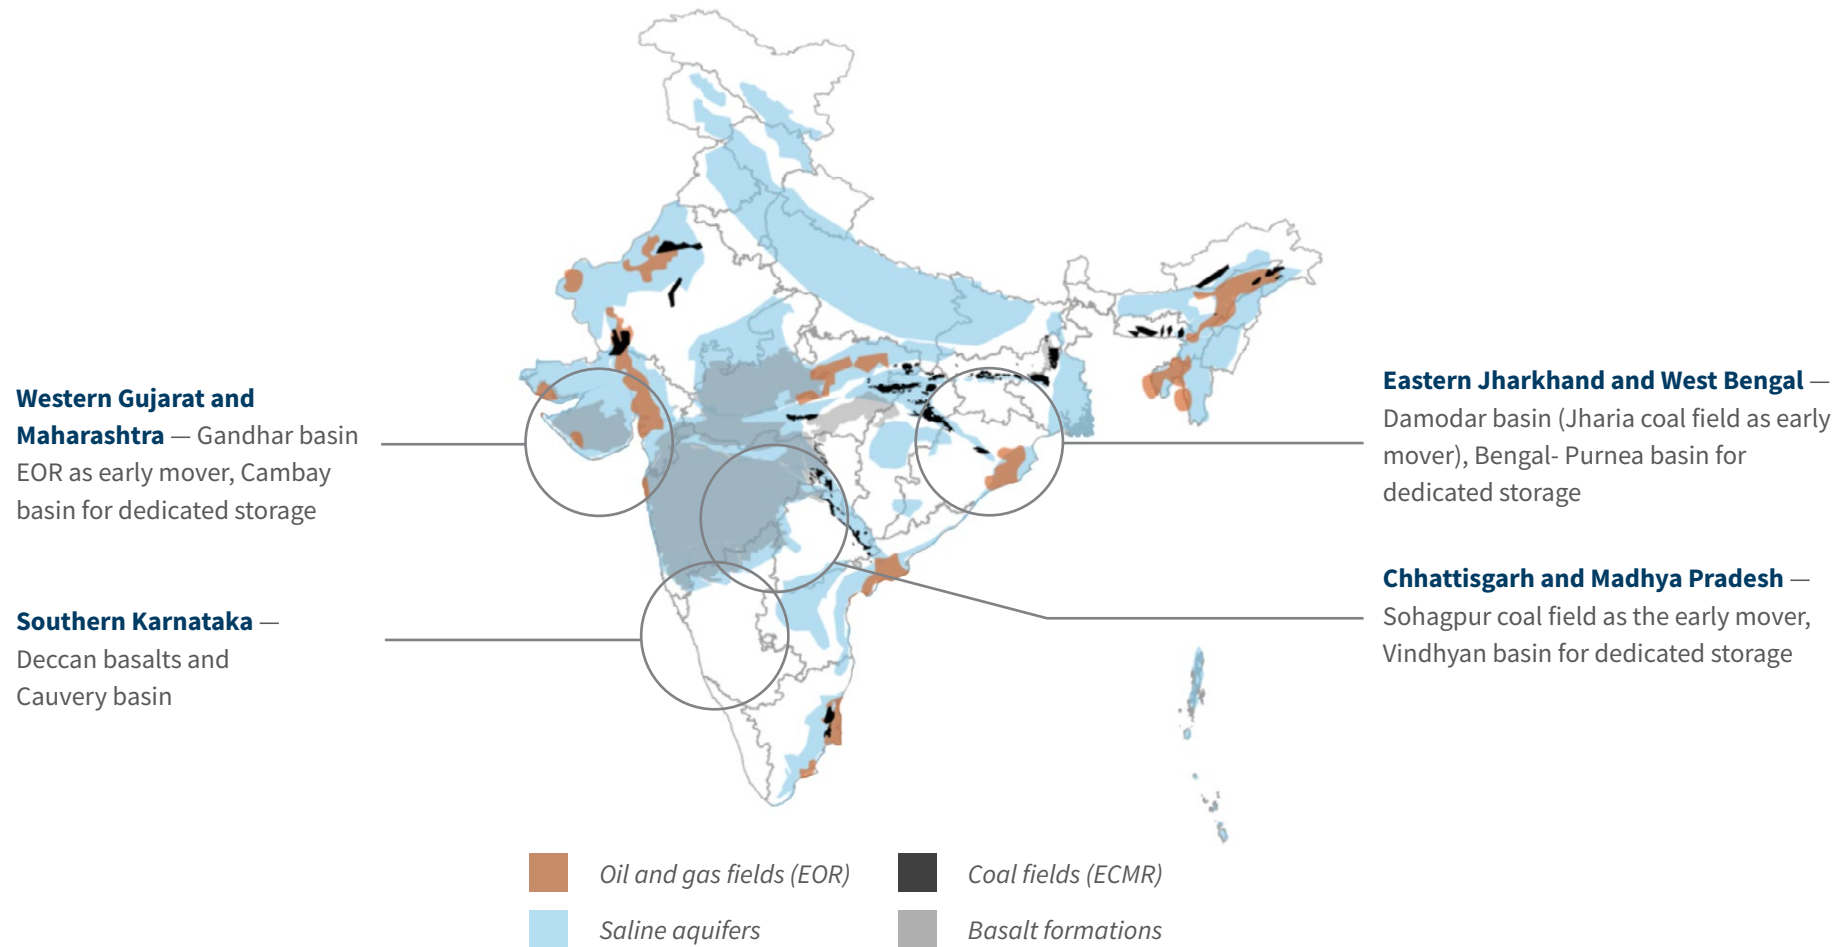 Western Gujarat and
Maharashtra — Gandhar basin
EOR as early mover, Cambay
basin for dedicated storage
Southern Karnataka —
Deccan basalts and
Cauvery basin
Eastern Jharkhand and West Bengal —
Damodar basin (Jharia coal field as early
mover), Bengal- Purnea basin for
dedicated storage
Chhattisgarh and Madhya Pradesh —
Sohagpur coal field as the early mover,
Vindhyan basin for dedicated storage
Oil and gas fields (EOR)
Coal fields (ECMR)
Saline aquifers
Basalt formations